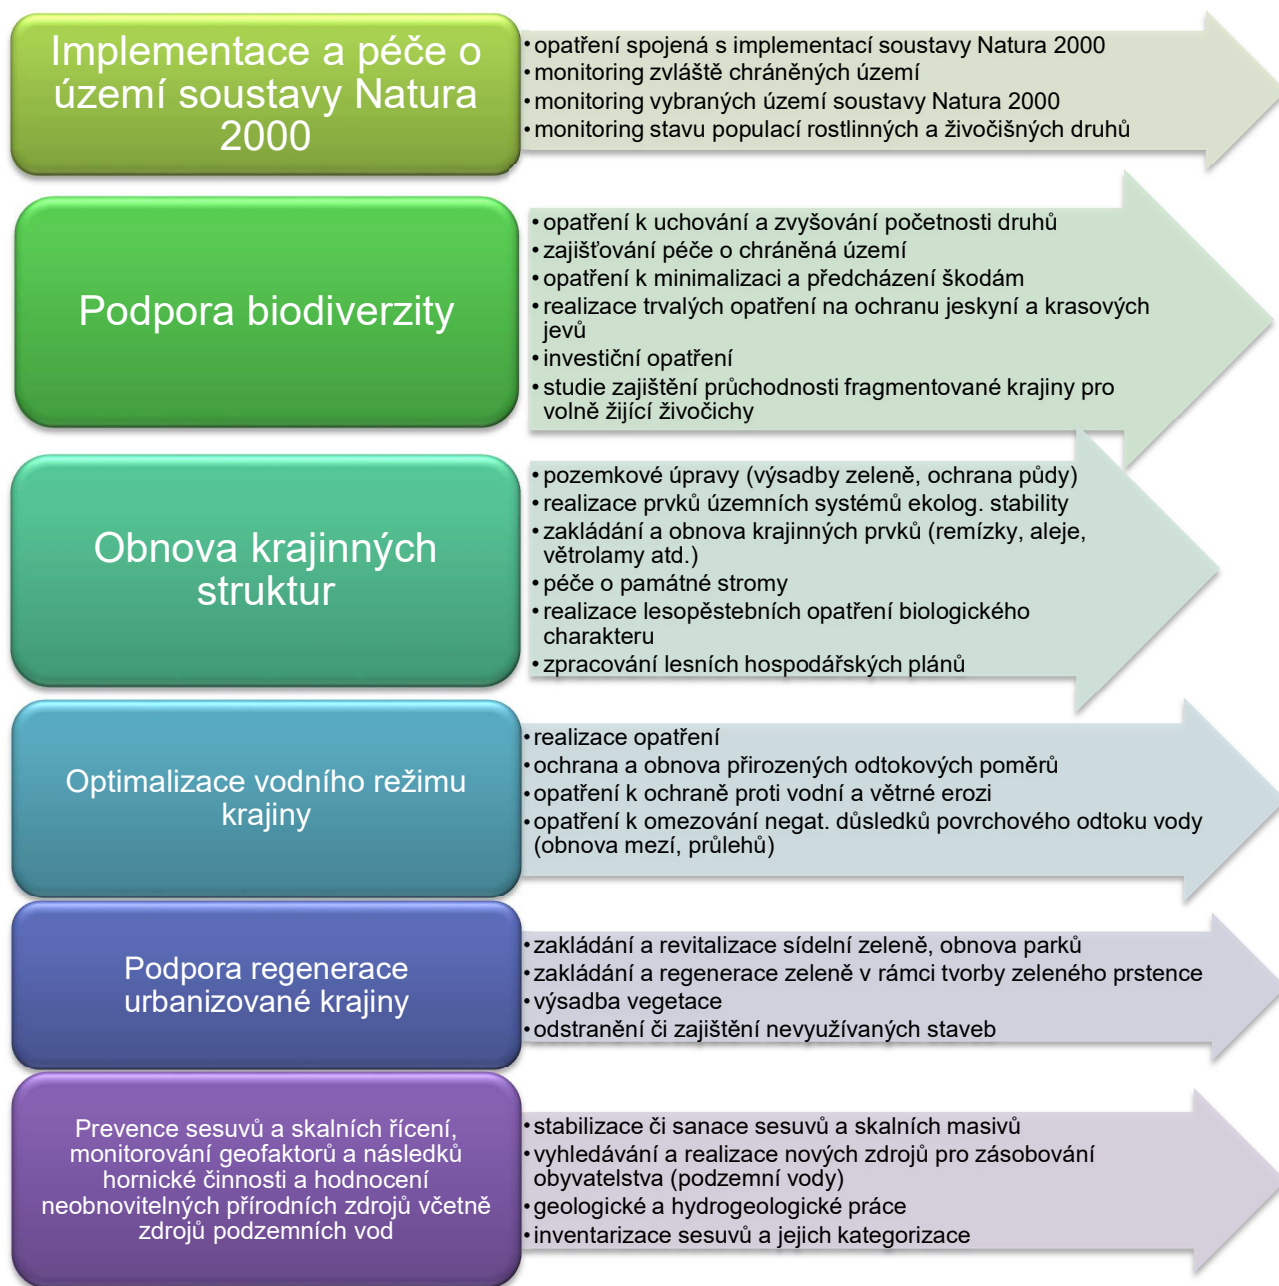 Implementace a péče o
území soustavy Natura
2000
• opatření spojená s implementací soustavy Natura 2000
• monitoring zvláště chráněných území
• monitoring vybraných území soustavy Natura 2000
• monitoring stavu populací rostlinných a živočišných druhů
Podpora biodiverzity
• opatření k uchování a zvyšování početnosti druhů
• zajišťování péče o chráněná území
• opatření k minimalizaci a předcházení škodám
• realizace trvalých opatření na ochranu jeskyní a krasových
jevů
• investiční opatření
• studie zajištění průchodnosti fragmentované krajiny pro
volně žijící živočichy
Obnova krajinných
struktur
• pozemkové úpravy (výsadby zeleně, ochrana půdy)
• realizace prvků územních systémů ekolog. stability
• zakládání a obnova krajinných prvků (remízky, aleje,
větrolamy atd.)
• péče o památné stromy
• realizace lesopěstebních opatření biologického
charakteru
• zpracování lesních hospodářských plánů
Optimalizace vodního režimu
krajiny
• realizace opatření
• ochrana a obnova přirozených odtokových poměrů
• opatření k ochraně proti vodní a větrné erozi
• opatření k omezování negat. důsledků povrchového odtoku vody
(obnova mezí, průlehů)
Podpora regenerace
urbanizované krajiny
• zakládání a revitalizace sídelní zeleně, obnova parků
• zakládání a regenerace zeleně v rámci tvorby zeleného prstence
• výsadba vegetace
• odstranění či zajištění nevyužívaných staveb
Prevence sesuvů a skalních řícení,
monitorování geofaktorů a následků
hornické činnosti a hodnocení
neobnovitelných přírodních zdrojů včetně
zdrojů podzemních vod
• stabilizace či sanace sesuvů a skalních masivů
• vyhledávání a realizace nových zdrojů pro zásobování
obyvatelstva (podzemní vody)
• geologické a hydrogeologické práce
• inventarizace sesuvů a jejich kategorizace